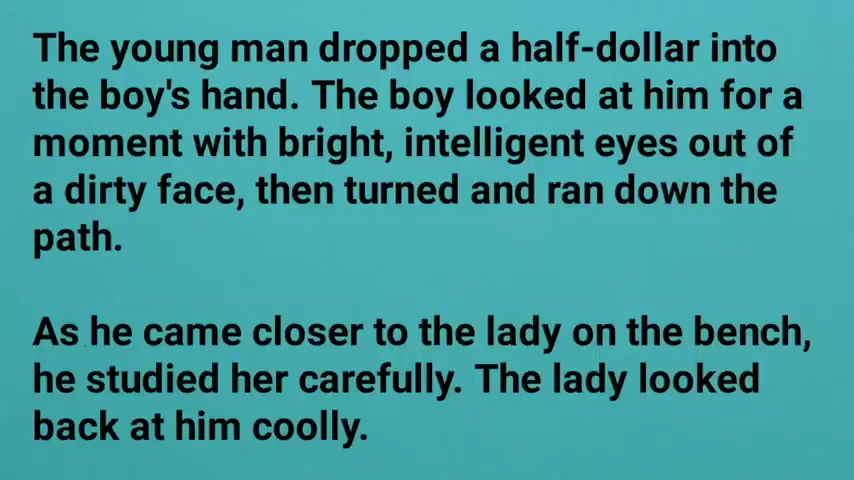 The young man dropped a half-dollar into
the boy's hand. The boy looked at him for a
moment with bright, intelligent eyes out of
a dirty face, then turned and ran down the
path.
As he came closer to the lady on the bench,
he studied her carefully. The lady looked
back at him coolly.